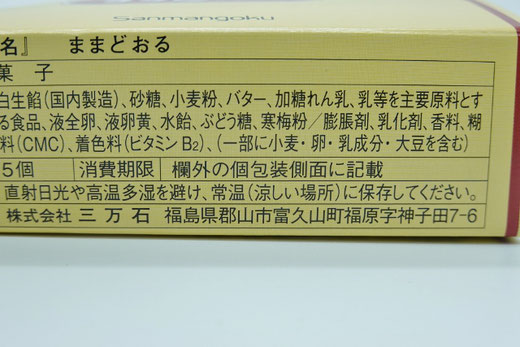 Sanmangoku
名』 ままどおる
菓 子
白生餡(国内製造)、砂糖、小麦粉、バター、加糖れん乳、乳等を主要原料とす
る食品、液全卵、液卵黄、水飴、ぶどう糖、寒梅粉／膨脹剤、乳化剤、香料、糊
料(CMC)、着色料(ビタミンB₂)、(一部に小麦・卵・乳成分・大豆を含む)
5個 消費期限 欄外の個包装側面に記載
直射日光や高温多湿を避け、常温(涼しい場所)に保存してください。
株式会社 三万石 福島県郡山市富久山町福原字神子田7-6